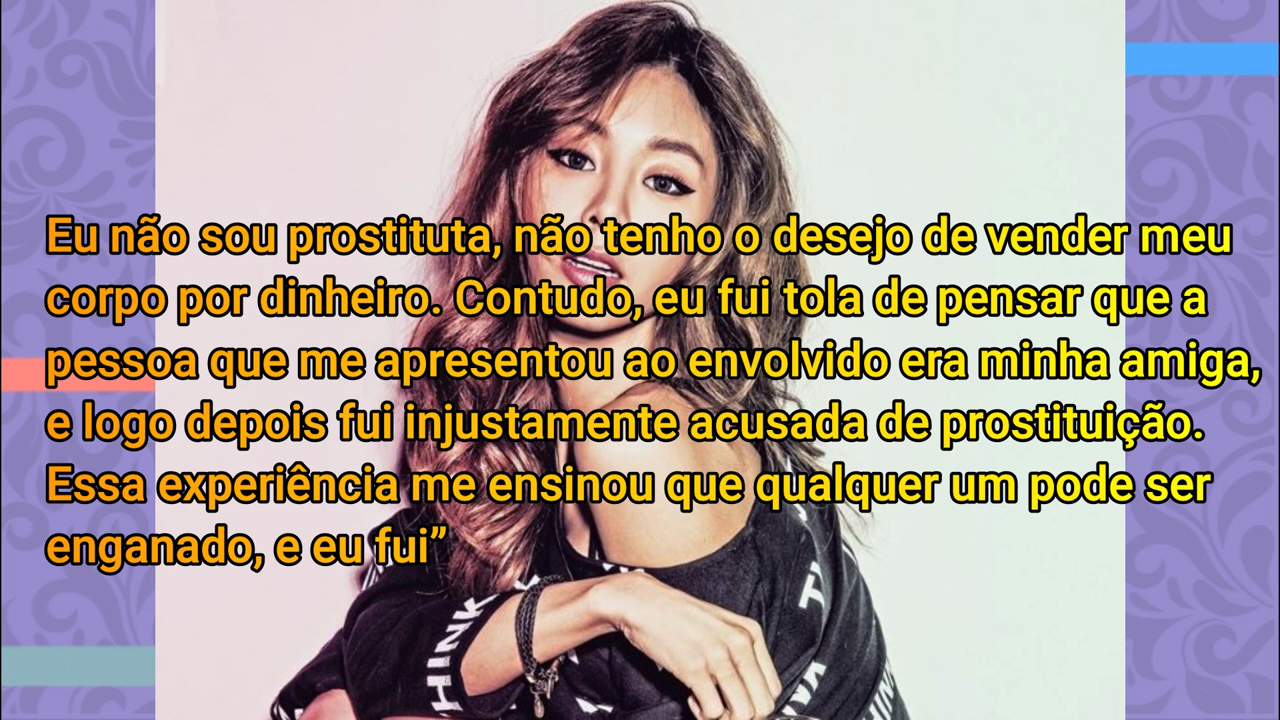 Eu não sou prostituta, não tenho o desejo de vender meu
corpo por dinheiro. Contudo, eu fui tola de pensar que a
pessoa que me apresentou ao envolvido era minha amiga,
e logo depois fui injustamente acusada de prostituição.
Essa experiência me ensinou que qualquer um pode ser
enganado, e eu fui”
THINK